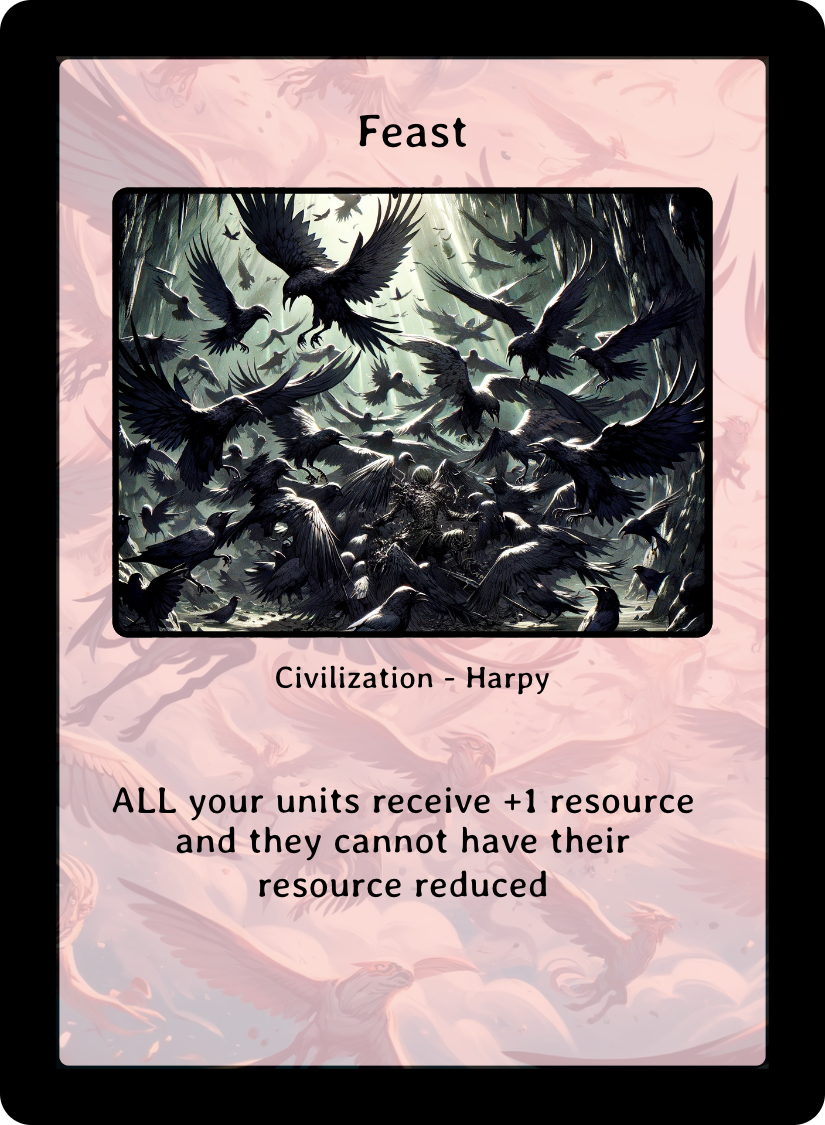 Feast
Civilization - Harpy
ALL your units receive +1 resource
and they cannot have their
resource reduced